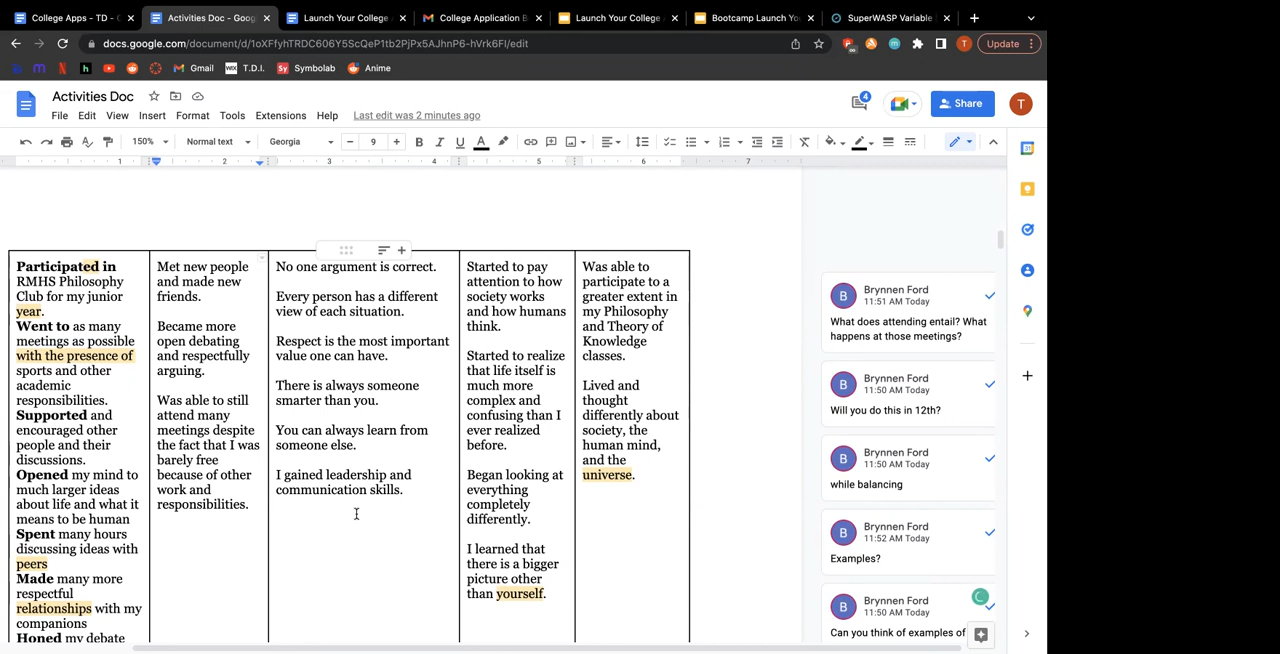 College Apps - TD - C
Activities Doc - Goog
Launch Your College
College Application B
Launch Your College
Bootcamp Launch You
SuperWASP Variable
docs.google.com/document/d/1oXFfyhTRDC606Y5ScQeP1tb2PjPx5AJhnP6-hVrk6FI/edit
Update
Gmail
T.D.I.
Symbolab
Anime
Activities Doc
File Edit View Insert Format Tools Extensions Help
Last edit was 2 minutes ago
4
Share
T
150%
Normal text
Georgia
9
1 1 2 3 4 5 6 7
Participated in
RMHS Philosophy
Club for my junior
year.
Went to as many
meetings as possible
with the presence of
sports and other
academic
responsibilities.
Supported and
encouraged other
people and their
discussions.
Opened my mind to
much larger ideas
about life and what it
means to be human
Spent many hours
discussing ideas with
peers
Made many more
respectful
relationships with my
companions
Honed my debate
Met new people
and made new
friends.
Became more
open debating
and respectfully
arguing.
Was able to still
attend many
meetings despite
the fact that I was
barely free
because of other
work and
responsibilities.
No one argument is correct.
Every person has a different
view of each situation.
Respect is the most important
value one can have.
There is always someone
smarter than you.
You can always learn from
someone else.
I gained leadership and
communication skills.
Started to pay
attention to how
society works
and how humans
think.
Started to realize
that life itself is
much more
complex and
confusing than I
ever realized
before.
Began looking at
everything
completely
differently.
I learned that
there is a bigger
picture other
than yourself.
Was able to
participate to a
greater extent in
my Philosophy
and Theory of
Knowledge
classes.
Lived and
thought
differently about
society, the
human mind,
and the
universe.
B
Brynnen Ford
11:51 AM Today
What does attending entail? What
happens at those meetings?
B
Brynnen Ford
11:50 AM Today
Will you do this in 12th?
B
Brynnen Ford
11:50 AM Today
while balancing
B
Brynnen Ford
11:52 AM Today
Examples?
B
Brynnen Ford
11:50 AM Today
Can you think of examples of